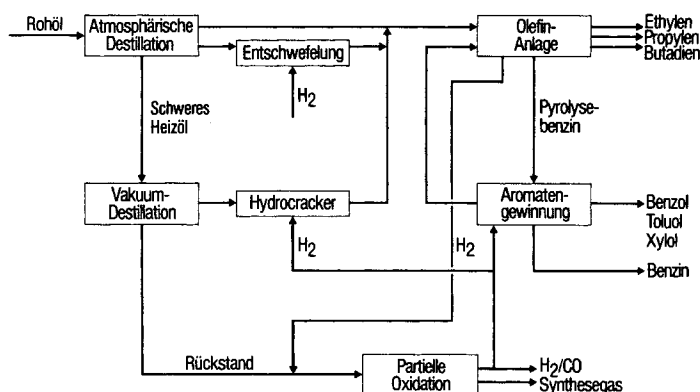 Rohöl
Atmosphärische
Destillation
Entschwefelung
Olefin-
Anlage
Ethylen
Propylen
Butadien
H2
Schweres
Heizöl
Pyrolyse-
benzin
Vakuum-
Destillation
Hydrocracker
Aromaten-
gewinnung
Benzol
Toluol
Xylol
H2
H2
Benzin
Rückstand
Partielle
Oxidation
H2/CO
Synthesegas